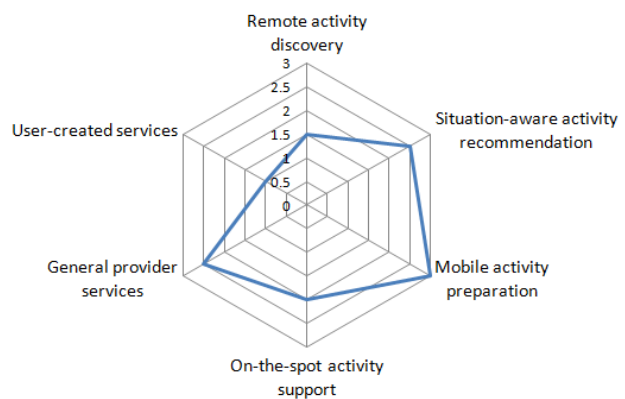 Remote activity
discovery
3
2.5
2
1.5
1
0.5
0
Situation-aware activity
recommendation
Mobile activity
preparation
On-the-spot activity
support
General provider
services
User-created services